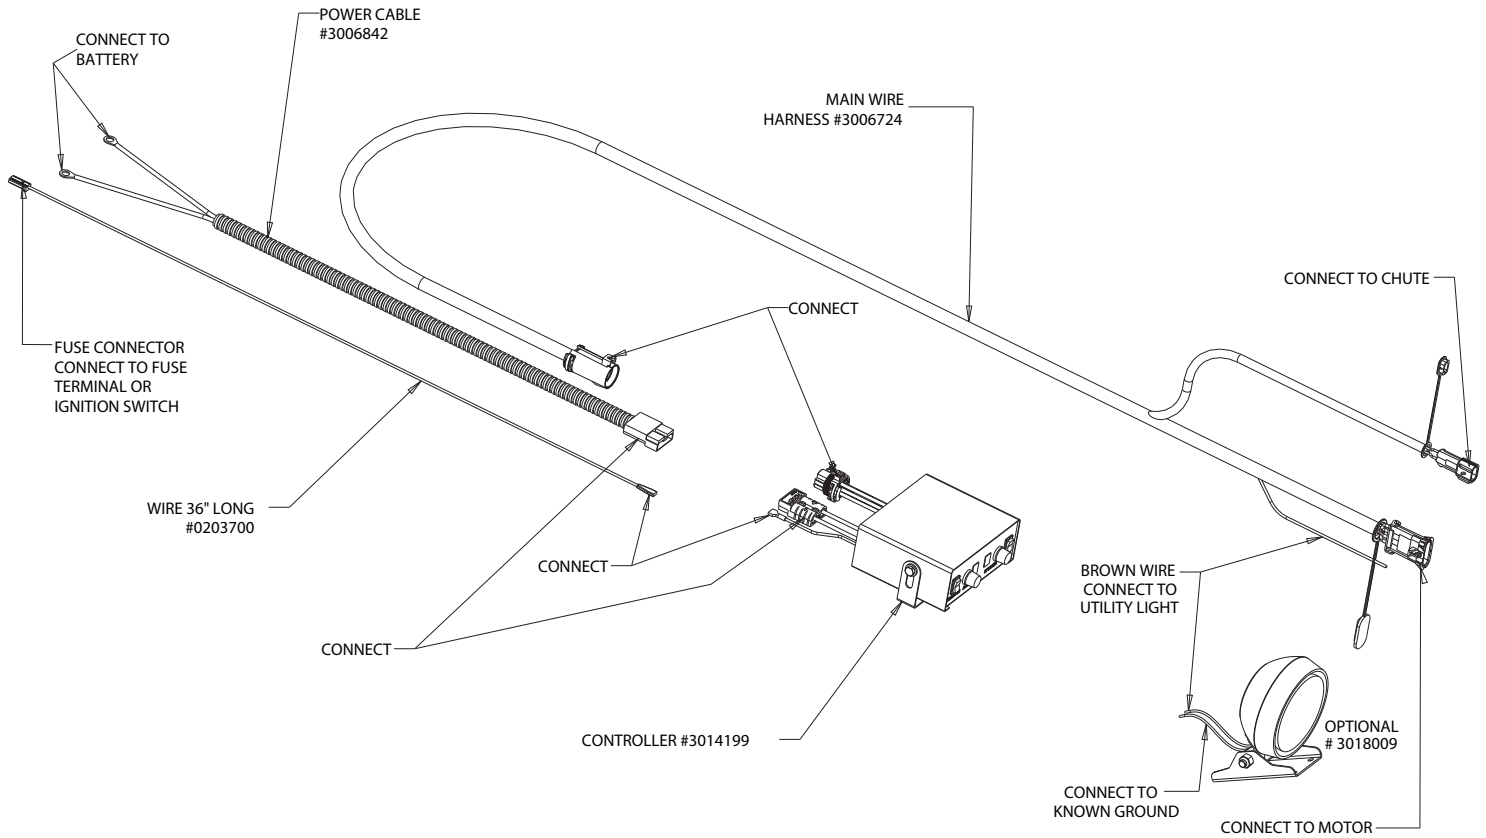 POWER CABLE
#3006842
CONNECT TO
BATTERY
MAIN WIRE
HARNESS #3006724
CONNECT TO CHUTE
CONNECT
FUSE CONNECTOR
CONNECT TO FUSE
TERMINAL OR
IGNITION SWITCH
WIRE 36" LONG
#0203700
CONNECT
BROWN WIRE
CONNECT TO
UTILITY LIGHT
CONNECT
CONTROLLER #3014199
OPTIONAL
# 3018009
CONNECT TO
KNOWN GROUND
CONNECT TO MOTOR